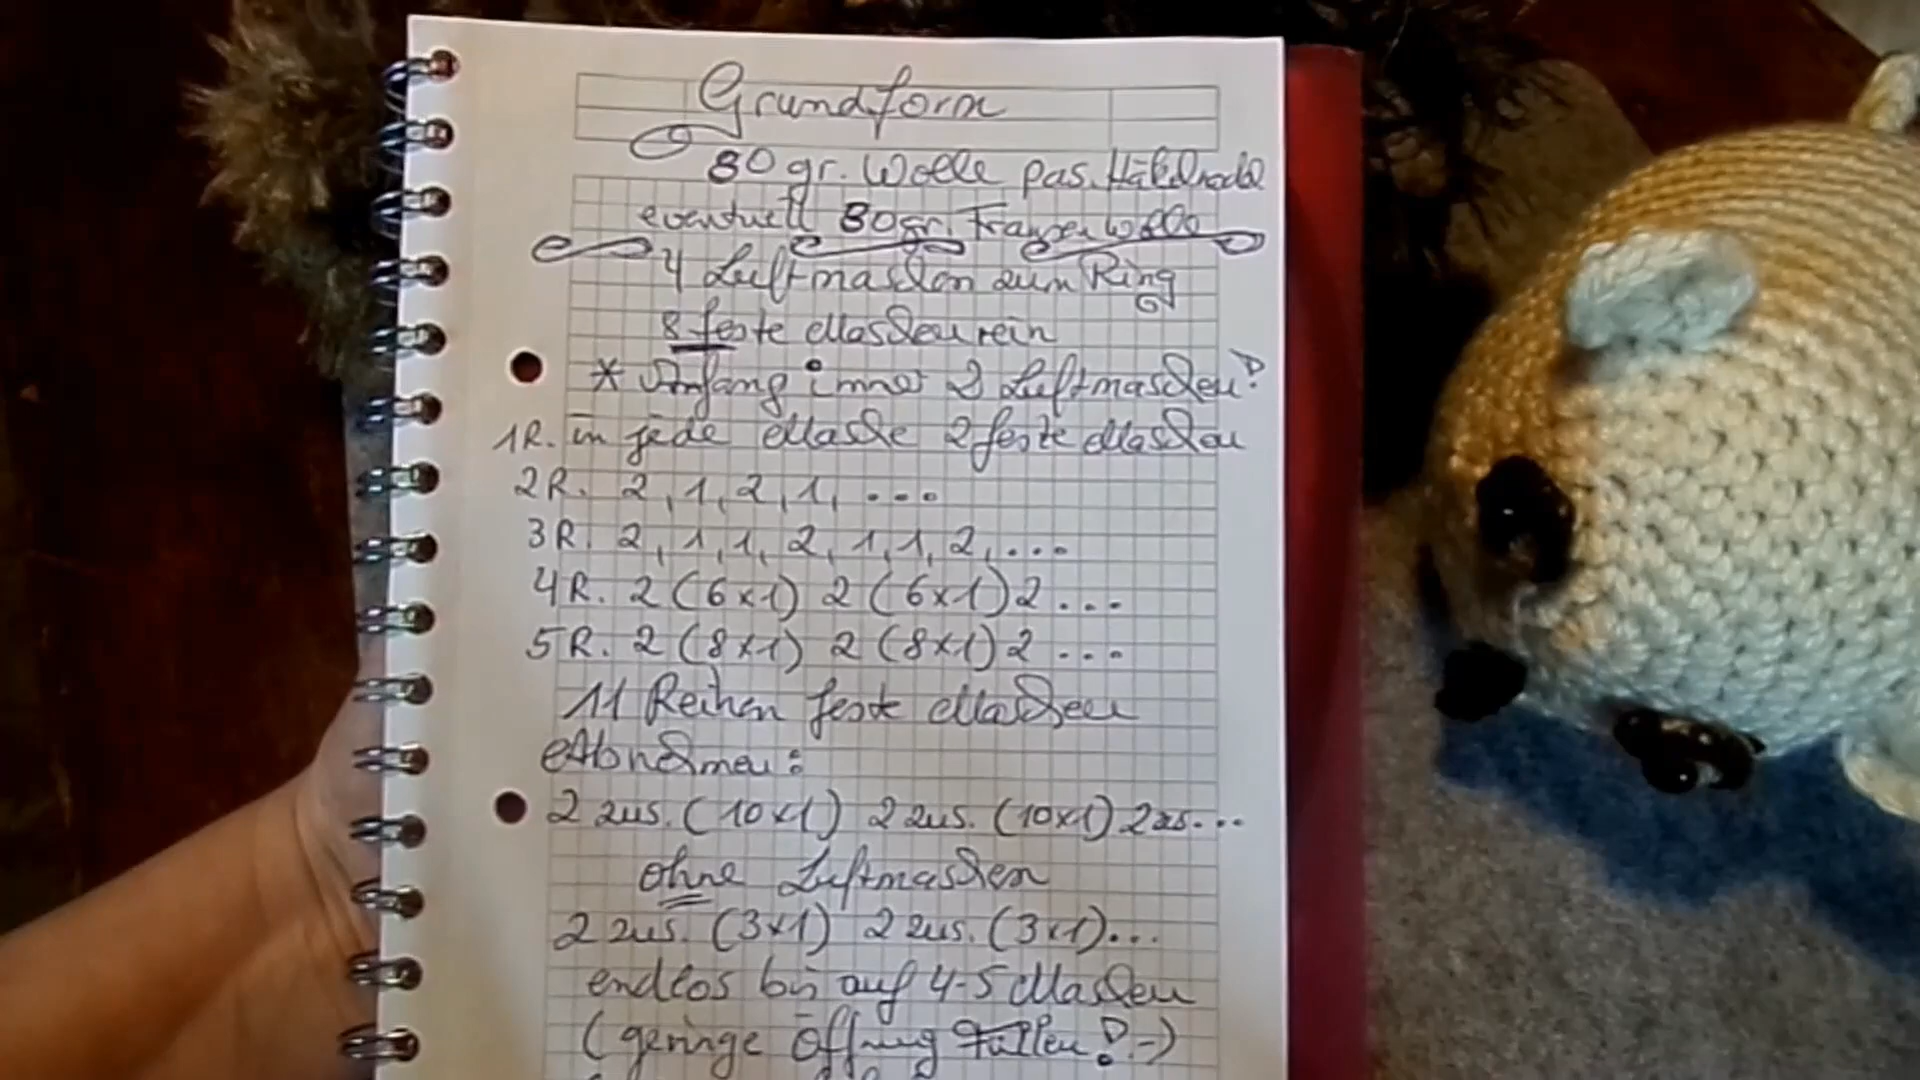 Grundform
80 gr. Wolle pas. Häkelnadel
eventuell 80gr. Fransenwolle
4 Luftmaschen zum Ring
8 feste Maschen rein
* Anfang immer 2 Luftmaschen!
1R. in jede Masche 2 feste Maschen
2R. 2, 1, 2, 1, ...
3R. 2, 1, 1, 2, 1, 1, 2, ...
4R. 2 (6x1) 2 (6x1) 2 ...
5R. 2 (8x1) 2 (8x1) 2 ...
11 Reihen feste Maschen
Abnehmen:
2 zus. (10x1) 2 zus. (10x1) 2 zus...
ohne Luftmaschen
2 zus. (3x1) 2 zus. (3x1)...
endlos bis auf 4-5 Maschen
(geringe Öffnung Füllen! :-)